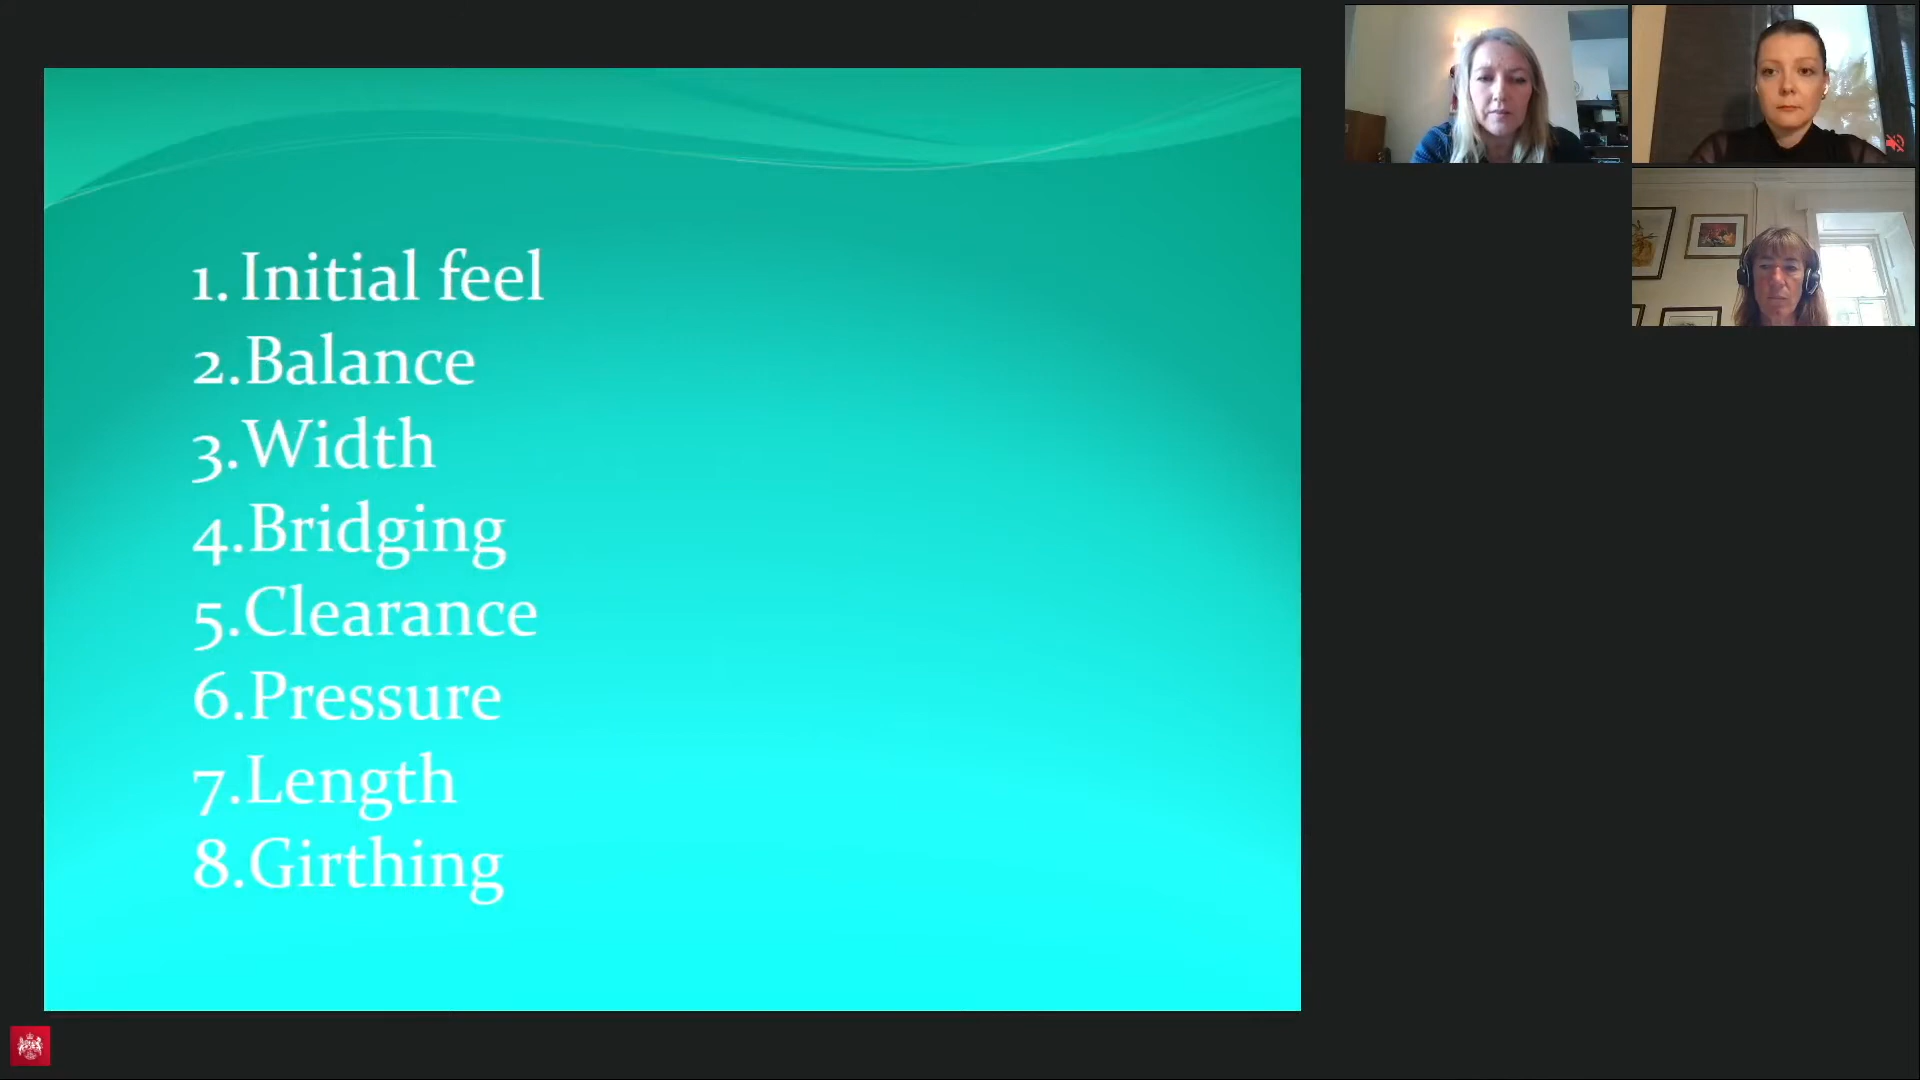 1. Initial feel
2. Balance
3. Width
4. Bridging
5. Clearance
6. Pressure
7. Length
8. Girthing